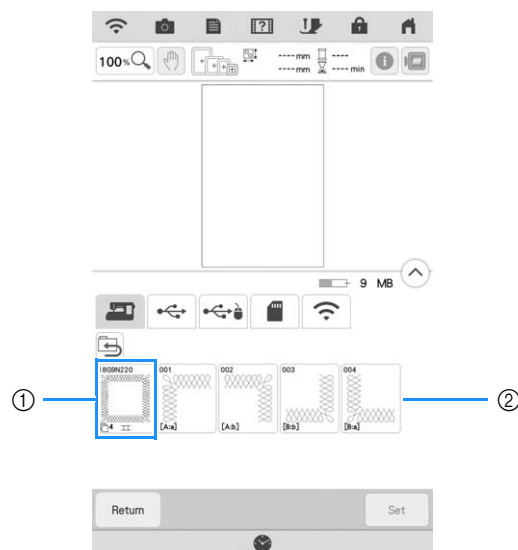 100%
----mm ----
----mm ---- min
9 MB
18G9N220 001 002 003 004
4 [A:a] [A:b] [B:b] [B:a]
① ②
Return Set